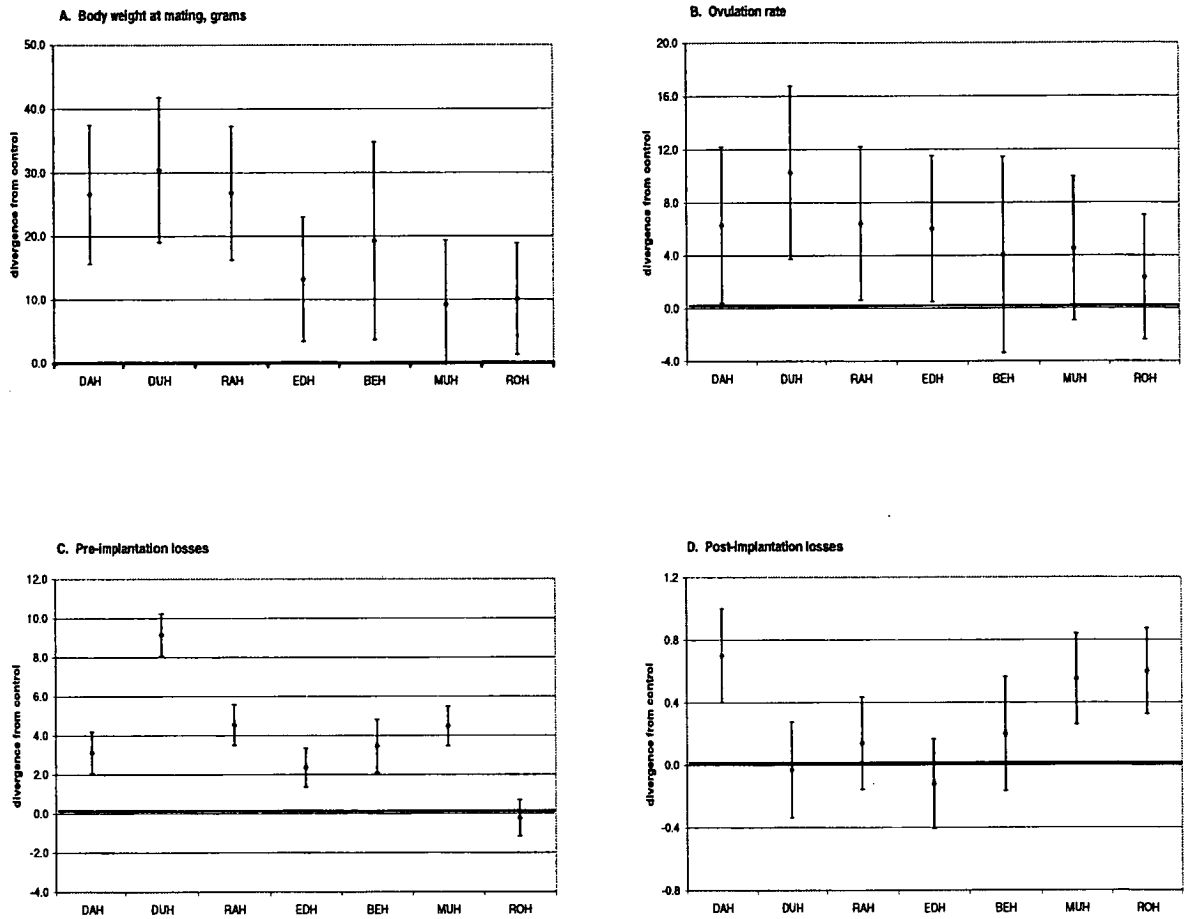 A. Body weight at mating, grams
divergence from control
50.0
40.0
30.0
20.0
10.0
0.0
DAH DUH RAH EDH BEH MUH ROH
B. Ovulation rate
divergence from control
20.0
16.0
12.0
8.0
4.0
0.0
-4.0
DAH DUH RAH EDH BEH MUH ROH
C. Pre-implantation losses
divergence from control
12.0
10.0
8.0
6.0
4.0
2.0
0.0
-2.0
-4.0
DAH DUH RAH EDH BEH MUH ROH
D. Post-implantation losses
divergence from control
1.2
0.8
0.4
0.0
-0.4
-0.8
DAH DUH RAH EDH BEH MUH ROH